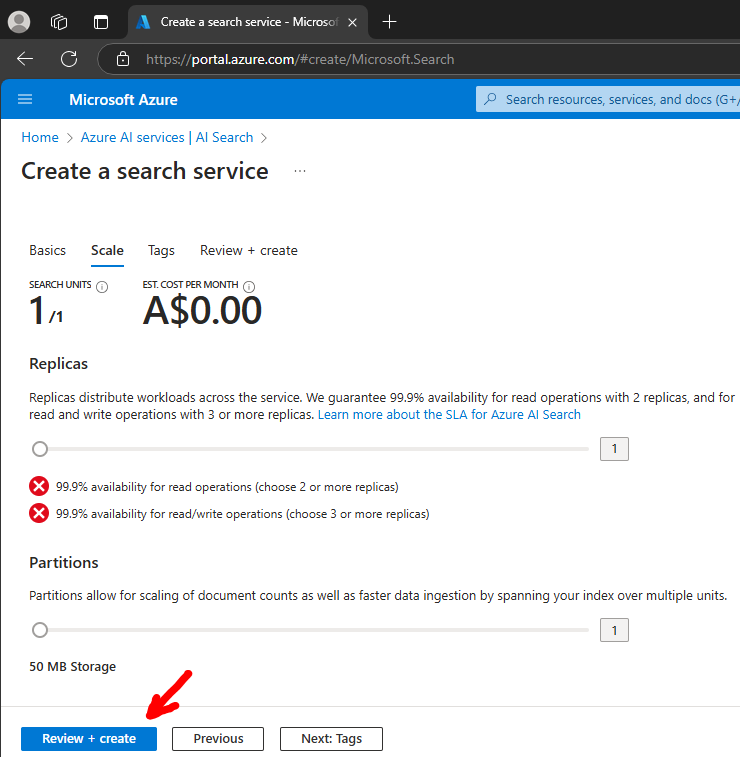 Create a search service - Microsof
https://portal.azure.com/#create/Microsoft.Search
Microsoft Azure
Search resources, services, and docs (G+/
Home > Azure AI services | AI Search >
Create a search service ...
Basics Scale Tags Review + create
SEARCH UNITS EST. COST PER MONTH
1 /1 A$0.00
Replicas
Replicas distribute workloads across the service. We guarantee 99.9% availability for read operations with 2 replicas, and for
read and write operations with 3 or more replicas. Learn more about the SLA for Azure AI Search
1
99.9% availability for read operations (choose 2 or more replicas)
99.9% availability for read/write operations (choose 3 or more replicas)
Partitions
Partitions allow for scaling of document counts as well as faster data ingestion by spanning your index over multiple units.
1
50 MB Storage
Review + create Previous Next: Tags